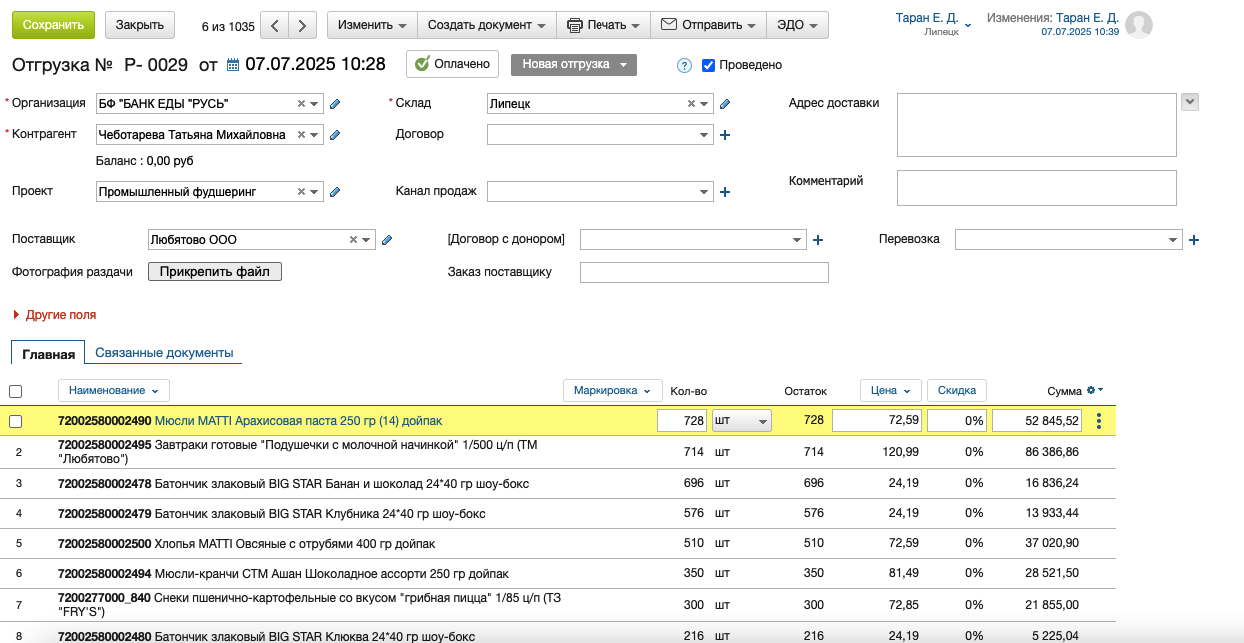 Сохранить Закрыть 6 из 1035 Изменить Создать документ Печать Отправить ЭДО Таран Е. Д. Липецк Изменения: Таран Е. Д. 07.07.2025 10:39
Отгрузка № Р- 0029 от 07.07.2025 10:28 Оплачено Новая отгрузка ? Проведено
* Организация БФ "БАНК ЕДЫ "РУСЬ" * Склад Липецк Адрес доставки
* Контрагент Чеботарева Татьяна Михайловна Договор
Баланс : 0,00 руб
Проект Промышленный фудшеринг Канал продаж Комментарий
Поставщик Любятово ООО [Договор с донором] Перевозка
Фотография раздачи Прикрепить файл Заказ поставщику
Другие поля
Главная Связанные документы
Наименование Маркировка Кол-во Остаток Цена Скидка Сумма
72002580002490 Мюсли MATTI Арахисовая паста 250 гр (14) дойпак 728 шт 728 72,59 0% 52 845,52
2 72002580002495 Завтраки готовые "Подушечки с молочной начинкой" 1/500 ц/п (ТМ "Любятово") 714 шт 714 120,99 0% 86 386,86
3 72002580002478 Батончик злаковый BIG STAR Банан и шоколад 24*40 гр шоу-бокс 696 шт 696 24,19 0% 16 836,24
4 72002580002479 Батончик злаковый BIG STAR Клубника 24*40 гр шоу-бокс 576 шт 576 24,19 0% 13 933,44
5 72002580002500 Хлопья MATTI Овсяные с отрубями 400 гр дойпак 510 шт 510 72,59 0% 37 020,90
6 72002580002494 Мюсли-кранчи СТМ Ашан Шоколадное ассорти 250 гр дойпак 350 шт 350 81,49 0% 28 521,50
7 7200277000_840 Снеки пшенично-картофельные со вкусом "грибная пицца" 1/85 ц/п (ТЗ "FRY'S") 300 шт 300 72,85 0% 21 855,00
8 72002580002480 Батончик злаковый BIG STAR Клюква 24*40 гр шоу-бокс 216 шт 216 24,19 0% 5 225,04